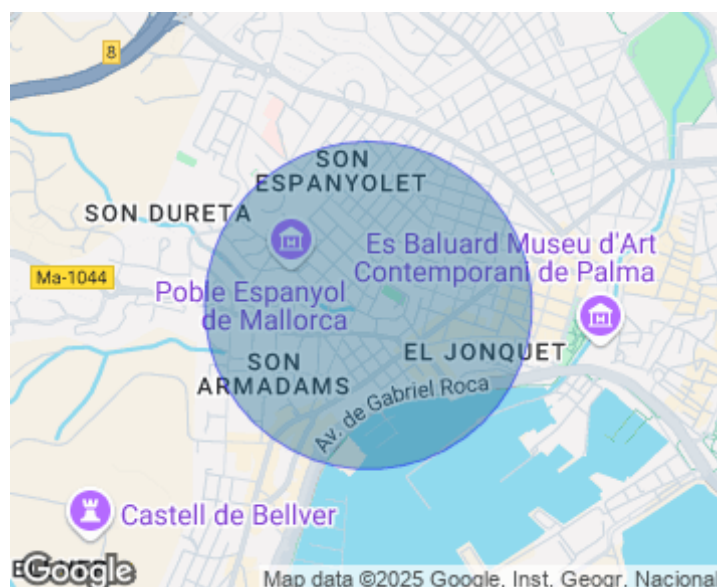 8
SON
ESPANYOLET
SON DURETA
Es Baluard Museu d'Art
Contemporani de Palma
Ma-1044
Poble Espanyol
de Mallorca
EL JONQUET
SON
ARMADAMS
Av. de Gabriel Roca
Castell de Bellver
Google
Map data ©2025 Google, Inst. Geogr. Nacional